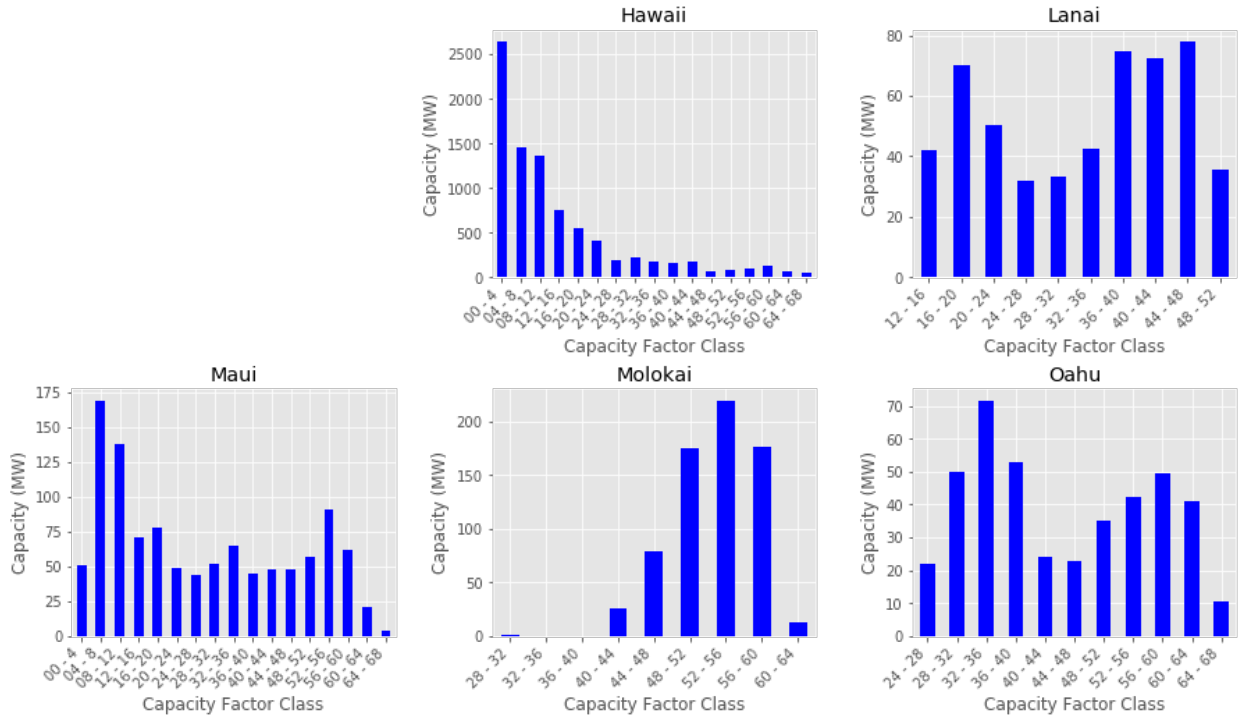 Hawaii
Capacity (MW)
2500
2000
1500
1000
500
0
00 - 4
04 - 8
08 - 12
12 - 16
16 - 20
20 - 24
24 - 28
28 - 32
32 - 36
36 - 40
40 - 44
44 - 48
48 - 52
52 - 56
56 - 60
60 - 64
64 - 68
Capacity Factor Class
Lanai
Capacity (MW)
80
60
40
20
0
12 - 16
16 - 20
20 - 24
24 - 28
28 - 32
32 - 36
36 - 40
40 - 44
44 - 48
48 - 52
Capacity Factor Class
Maui
Capacity (MW)
175
150
125
100
75
50
25
0
00 - 4
04 - 8
08 - 12
12 - 16
16 - 20
20 - 24
24 - 28
28 - 32
32 - 36
36 - 40
40 - 44
44 - 48
48 - 52
52 - 56
56 - 60
60 - 64
64 - 68
Capacity Factor Class
Molokai
Capacity (MW)
200
150
100
50
0
28 - 32
32 - 36
36 - 40
40 - 44
44 - 48
48 - 52
52 - 56
56 - 60
60 - 64
Capacity Factor Class
Oahu
Capacity (MW)
70
60
50
40
30
20
10
0
24 - 28
28 - 32
32 - 36
36 - 40
40 - 44
44 - 48
48 - 52
52 - 56
56 - 60
60 - 64
64 - 68
Capacity Factor Class